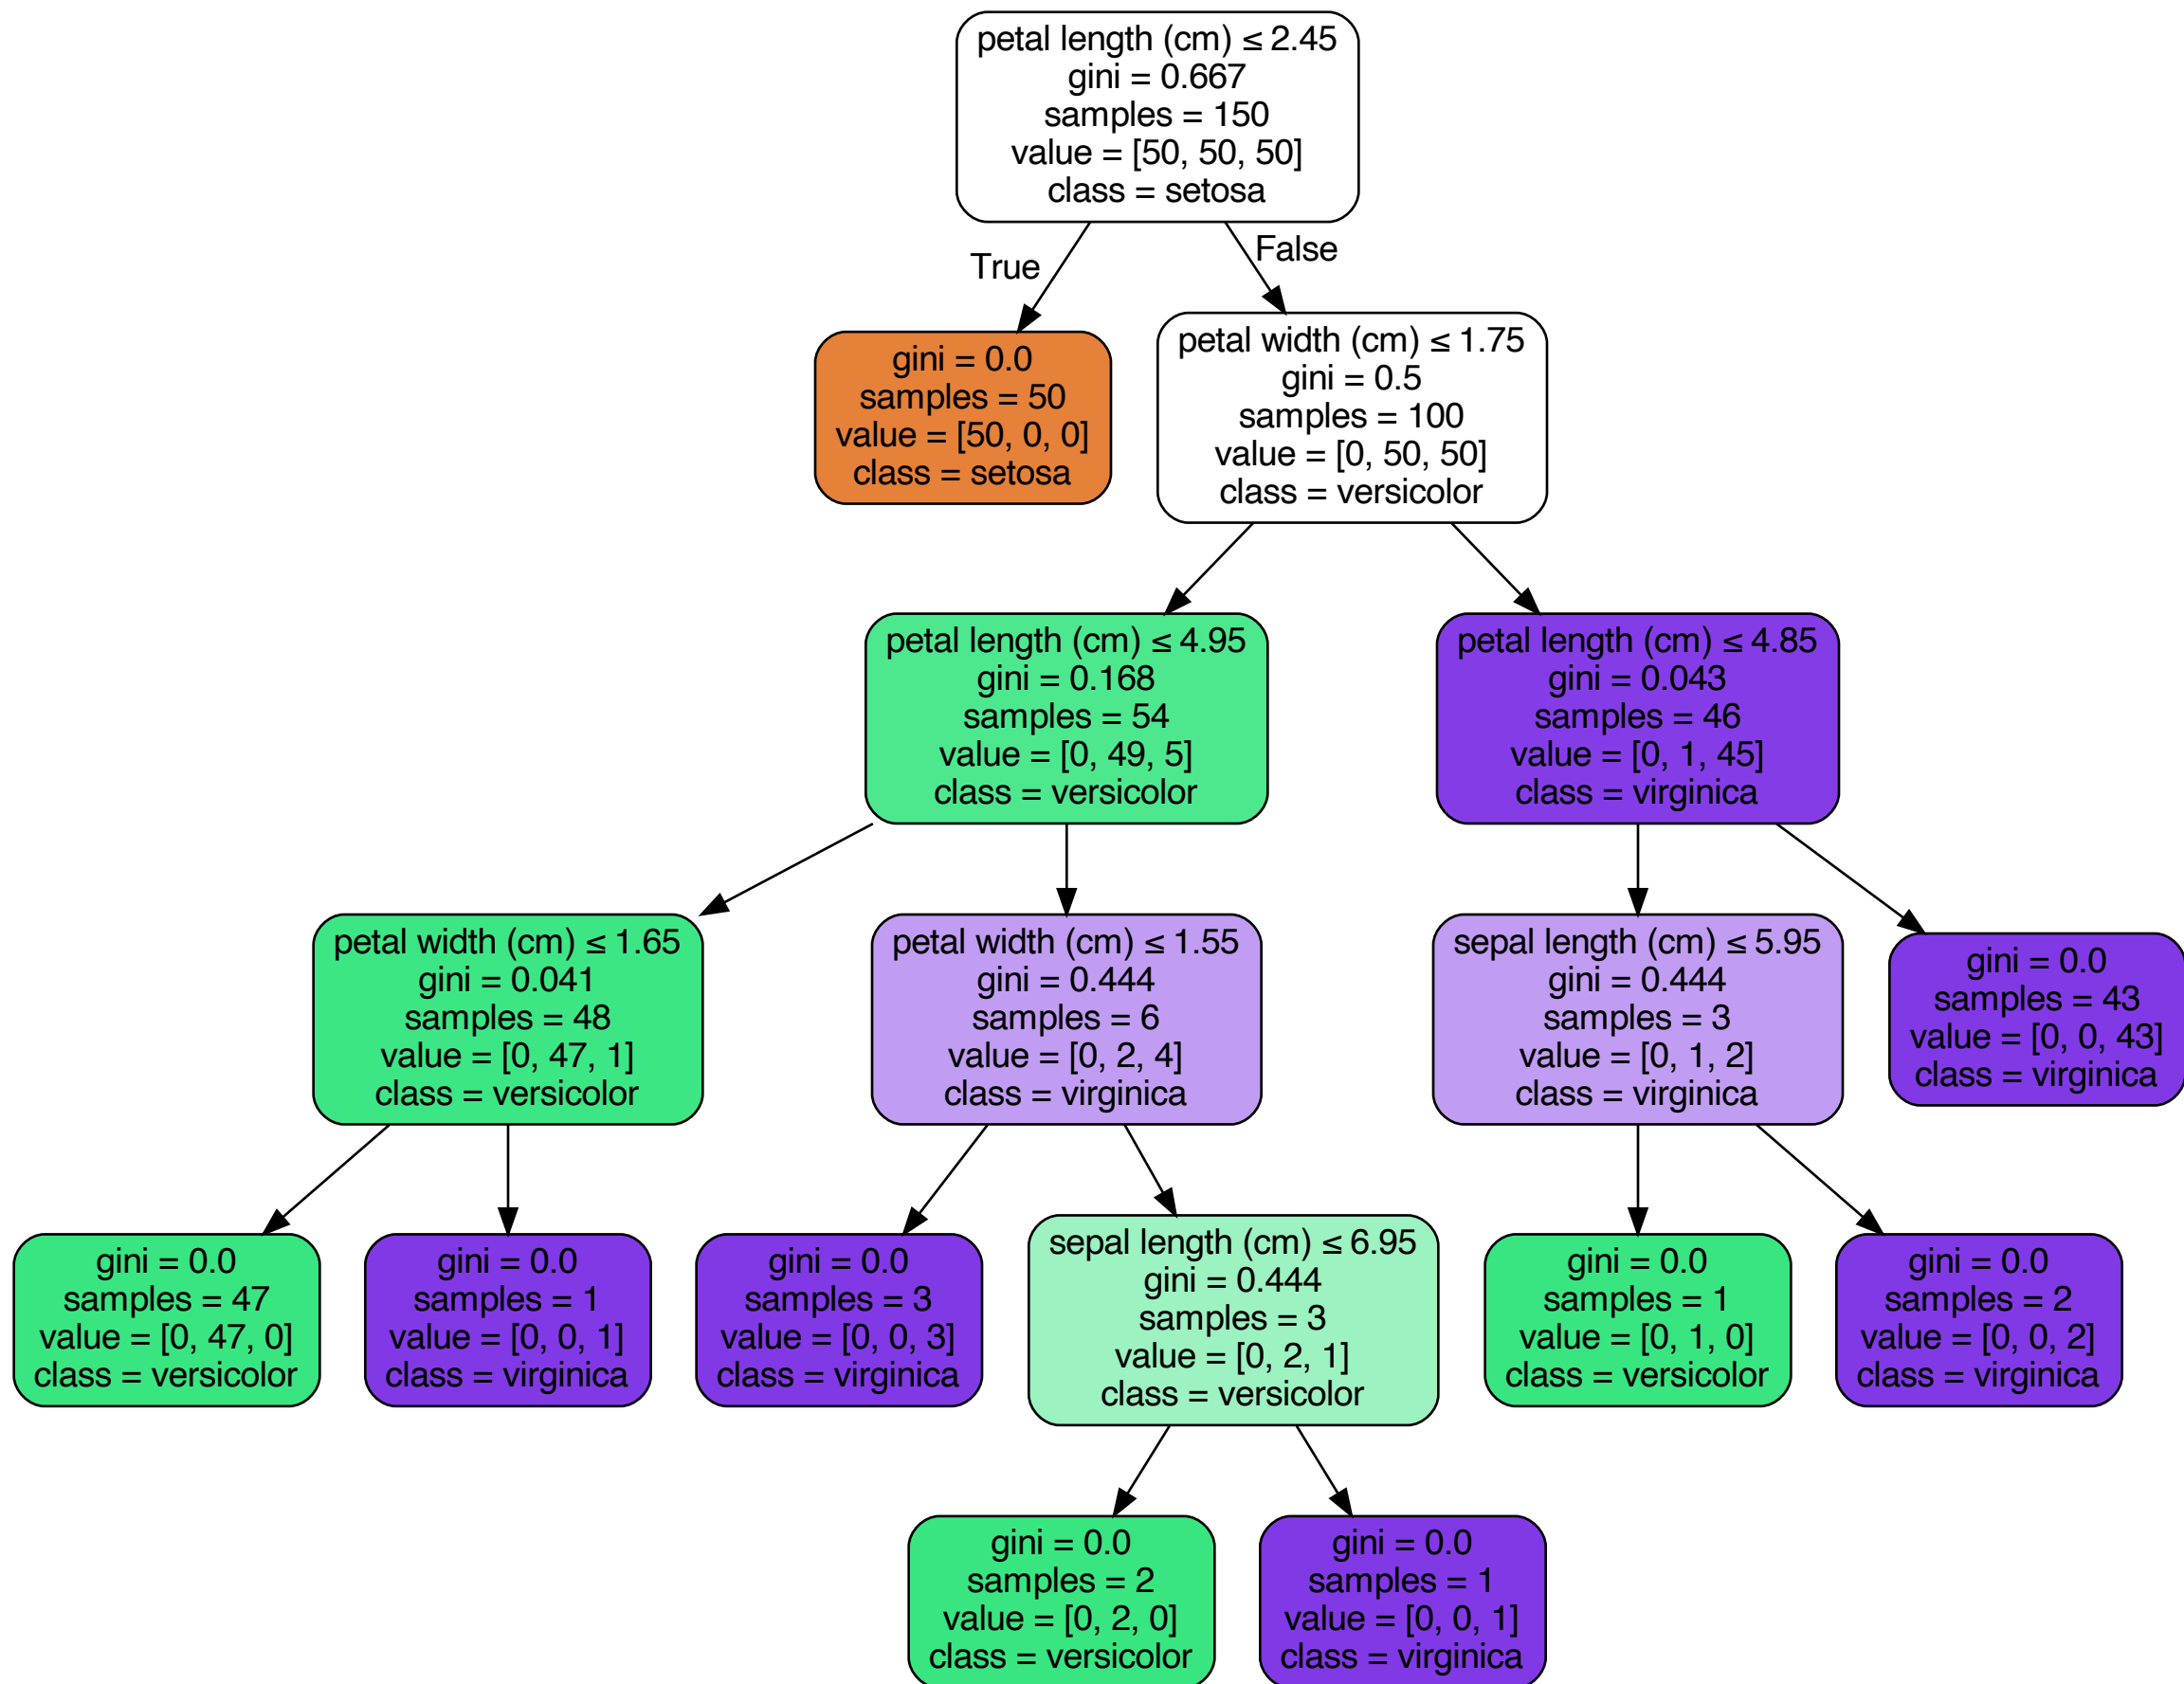 petal length (cm) ≤ 2.45
gini = 0.667
samples = 150
value = [50, 50, 50]
class = setosa
True
False
gini = 0.0
samples = 50
value = [50, 0, 0]
class = setosa
petal width (cm) ≤ 1.75
gini = 0.5
samples = 100
value = [0, 50, 50]
class = versicolor
petal length (cm) ≤ 4.95
gini = 0.168
samples = 54
value = [0, 49, 5]
class = versicolor
petal length (cm) ≤ 4.85
gini = 0.043
samples = 46
value = [0, 1, 45]
class = virginica
petal width (cm) ≤ 1.65
gini = 0.041
samples = 48
value = [0, 47, 1]
class = versicolor
petal width (cm) ≤ 1.55
gini = 0.444
samples = 6
value = [0, 2, 4]
class = virginica
sepal length (cm) ≤ 5.95
gini = 0.444
samples = 3
value = [0, 1, 2]
class = virginica
gini = 0.0
samples = 43
value = [0, 0, 43]
class = virginica
gini = 0.0
samples = 47
value = [0, 47, 0]
class = versicolor
gini = 0.0
samples = 1
value = [0, 0, 1]
class = virginica
gini = 0.0
samples = 3
value = [0, 0, 3]
class = virginica
sepal length (cm) ≤ 6.95
gini = 0.444
samples = 3
value = [0, 2, 1]
class = versicolor
gini = 0.0
samples = 1
value = [0, 1, 0]
class = versicolor
gini = 0.0
samples = 2
value = [0, 0, 2]
class = virginica
gini = 0.0
samples = 2
value = [0, 2, 0]
class = versicolor
gini = 0.0
samples = 1
value = [0, 0, 1]
class = virginica